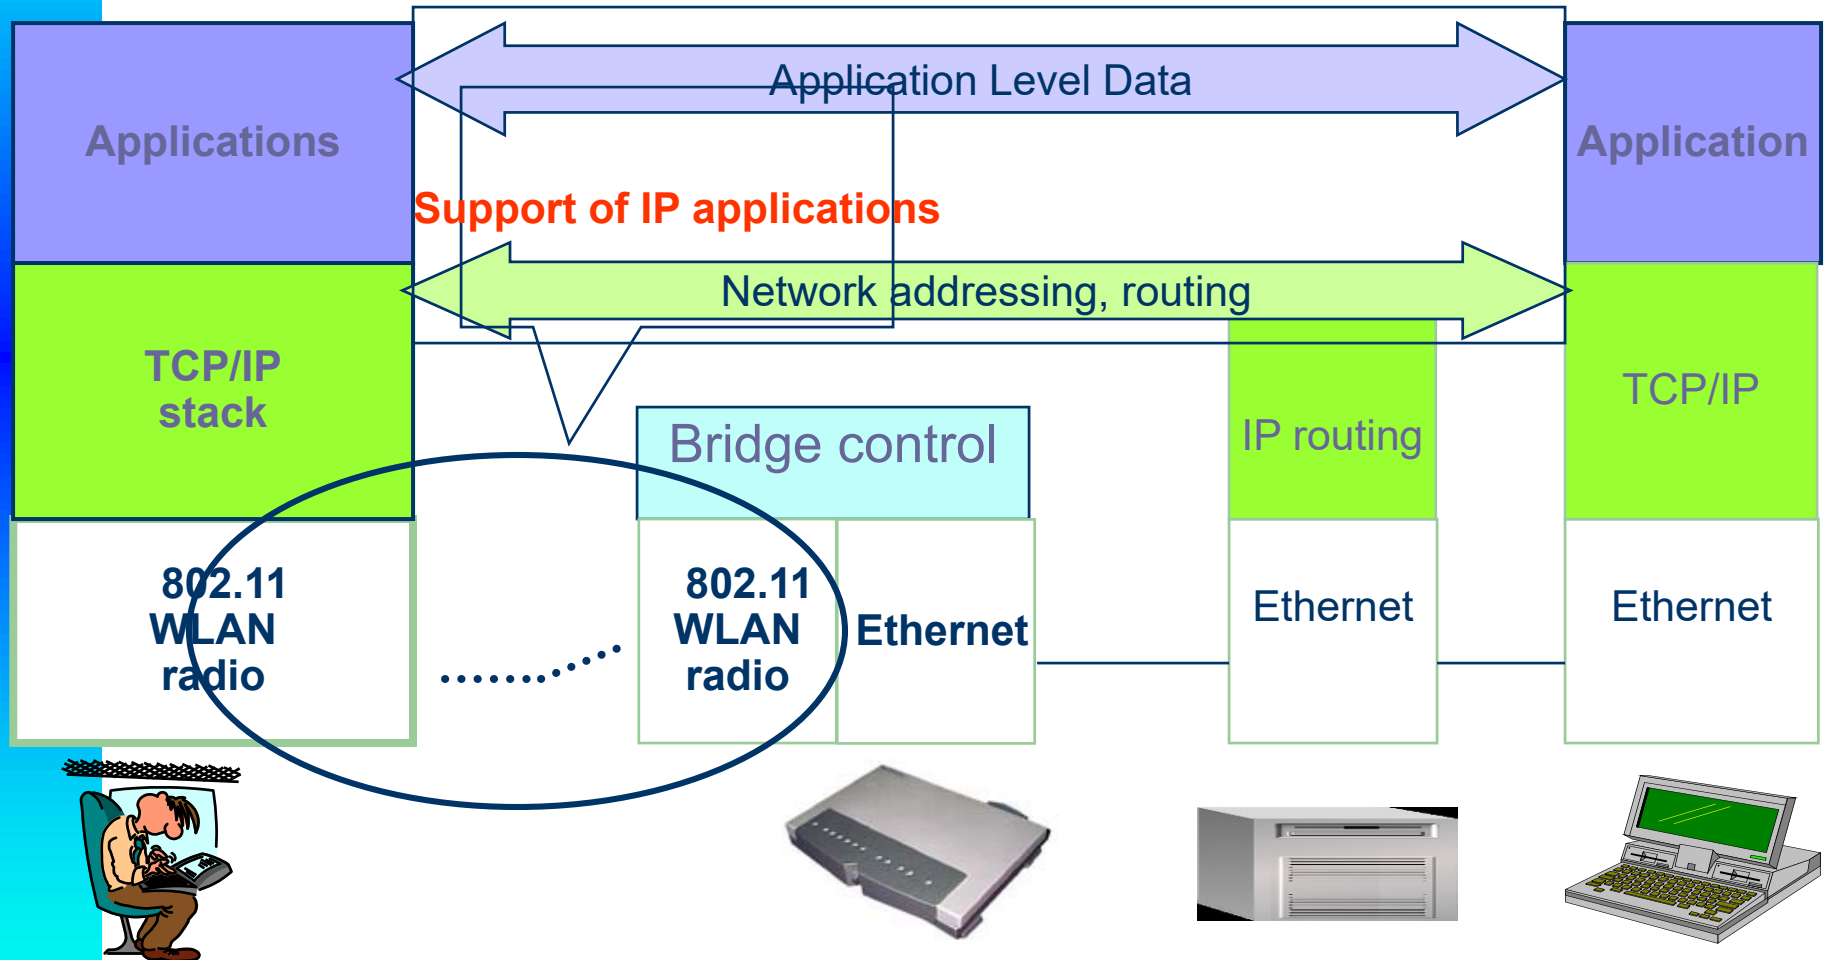 Application Level Data
Applications
Application
Support of IP applications
Network addressing, routing
TCP/IP
stack
TCP/IP
Bridge control
IP routing
802.11
WLAN
radio
802.11
WLAN
radio
Ethernet
Ethernet
Ethernet